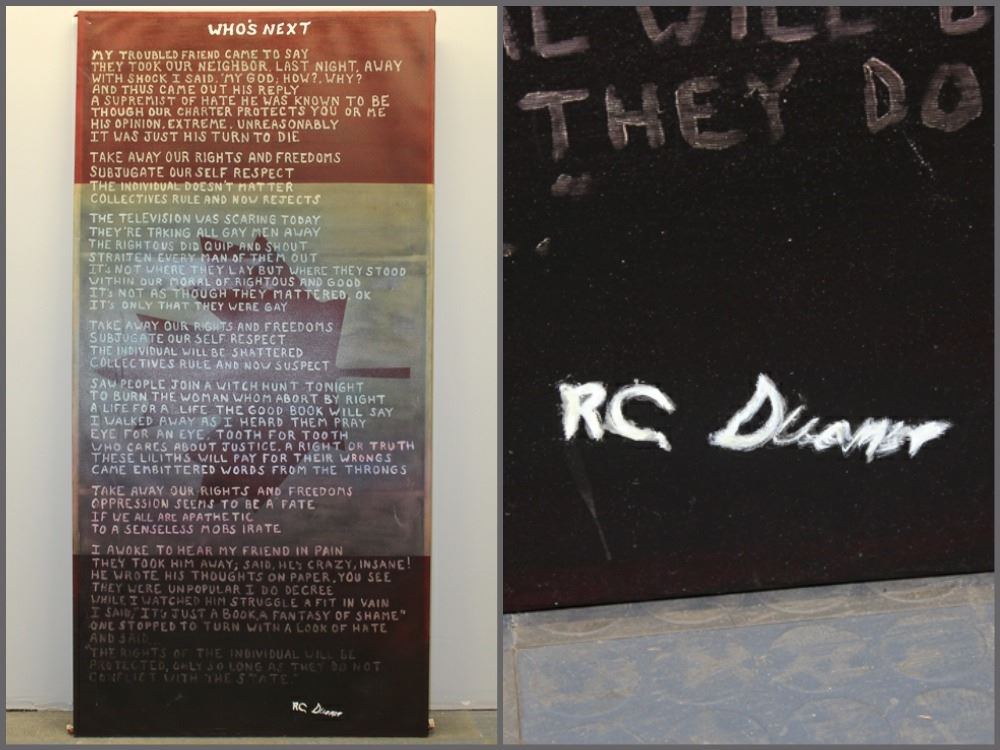 WHO'S NEXT
MY TROUBLED FRIEND CAME TO SAY
THEY TOOK OUR NEIGHBOR, LAST NIGHT, AWAY
WITH SHOCK I SAID, "MY GOD; HOW?, WHY?
AND THUS CAME OUT HIS REPLY
A SUPREMIST OF HATE HE WAS KNOWN TO BE
THOUGH OUR CHARTER PROTECTS YOU OR ME
HIS OPINION, EXTREME, UNREASONABLY
IT WAS JUST HIS TURN TO DIE
TAKE AWAY OUR RIGHTS AND FREEDOMS
SUBJUGATE OUR SELF RESPECT
THE INDIVIDUAL DOESN'T MATTER
COLLECTIVES RULE AND NOW REJECTS
THE TELEVISION WAS SCARING TODAY
THEY'RE TAKING ALL GAY MEN AWAY
THE RIGHTOUS DID QUIP AND SHOUT
STRAITEN EVERY MAN OF THEM OUT
IT'S NOT WHERE THEY LAY BUT WHERE THEY STOOD
WITHIN OUR MORAL OF RIGHTOUS AND GOOD
IT'S NOT AS THOUGH THEY MATTERED, OK
IT'S ONLY THAT THEY WERE GAY
TAKE AWAY OUR RIGHTS AND FREEDOMS
SUBJUGATE OUR SELF RESPECT
THE INDIVIDUAL WILL BE SHATTERED
COLLECTIVES RULE AND NOW SUSPECT
SAW PEOPLE JOIN A WITCH HUNT TONIGHT
TO BURN THE WOMAN WHOM ABORT BY RIGHT
A LIFE FOR A LIFE THE GOOD BOOK WILL SAY
I WALKED AWAY AS I HEARD THEM PRAY
EYE FOR AN EYE, TOOTH FOR TOOTH
WHO CARES ABOUT JUSTICE, A RIGHT OR TRUTH
THESE LILITHS WILL PAY FOR THEIR WRONGS
CAME EMBITTERED WORDS FROM THE THRONGS
TAKE AWAY OUR RIGHTS AND FREEDOMS
OPPRESSION SEEMS TO BE A FATE
IF WE ALL ARE APATHETIC
TO A SENSELESS MOBS IRATE
I AWOKE TO HEAR MY FRIEND IN PAIN
THEY TOOK HIM AWAY; SAID, HE'S CRAZY, INSANE!
HE WROTE HIS THOUGHTS ON PAPER, YOU SEE
THEY WERE UNPOPULAR I DO DECREE
WHILE I WATCHED HIM STRUGGLE A FIT IN VAIN
I SAID, "IT'S JUST A BOOK, A FANTASY OF SHAME"
ONE STOPPED TO TURN WITH A LOOK OF HATE
AND SAID
"THE RIGHTS OF THE INDIVIDUAL WILL BE
PROTECTED, ONLY SO LONG AS THEY DO NOT
CONFLICT WITH THE STATE."
RC
WILL B
THEY DO
RC